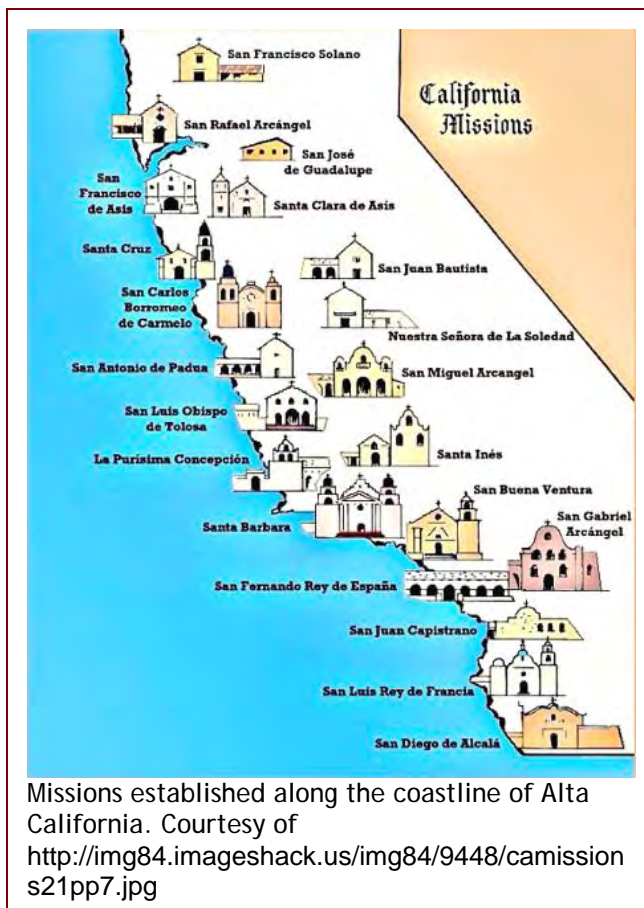 California
Missions
San Francisco Solano
San Rafael Arcángel
San José
de Guadalupe
San
Francisco
de Asis
Santa Clara de Asis
Santa Cruz
San Juan Bautista
San Carlos
Borromeo
de Carmelo
Nuestra Señora de La Soledad
San Antonio de Padua
San Miguel Arcangel
San Luis Obispo
de Tolosa
La Purísima Concepción
Santa Inés
San Buena Ventura
Santa Barbara
San Gabriel
Arcángel
San Fernando Rey de España
San Juan Capistrano
San Luis Rey de Francia
San Diego de Alcalá
Missions established along the coastline of Alta
California. Courtesy of
http://img84.imageshack.us/img84/9448/camission
s21pp7.jpg